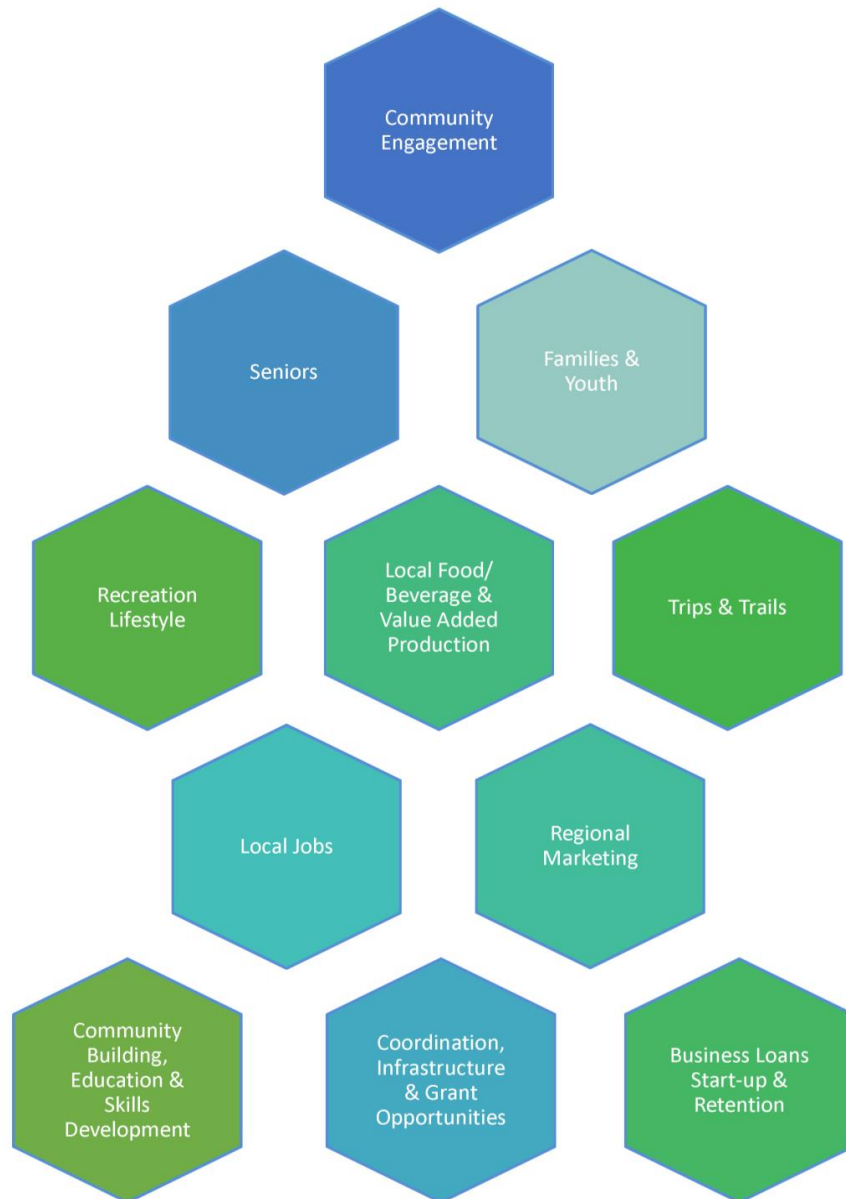 Community
Engagement
Seniors
Families &
Youth
Recreation
Lifestyle
Local Food/
Beverage &
Value Added
Production
Trips & Trails
Local Jobs
Regional
Marketing
Community
Building,
Education &
Skills
Development
Coordination,
Infrastructure
& Grant
Opportunities
Business Loans
Start-up &
Retention